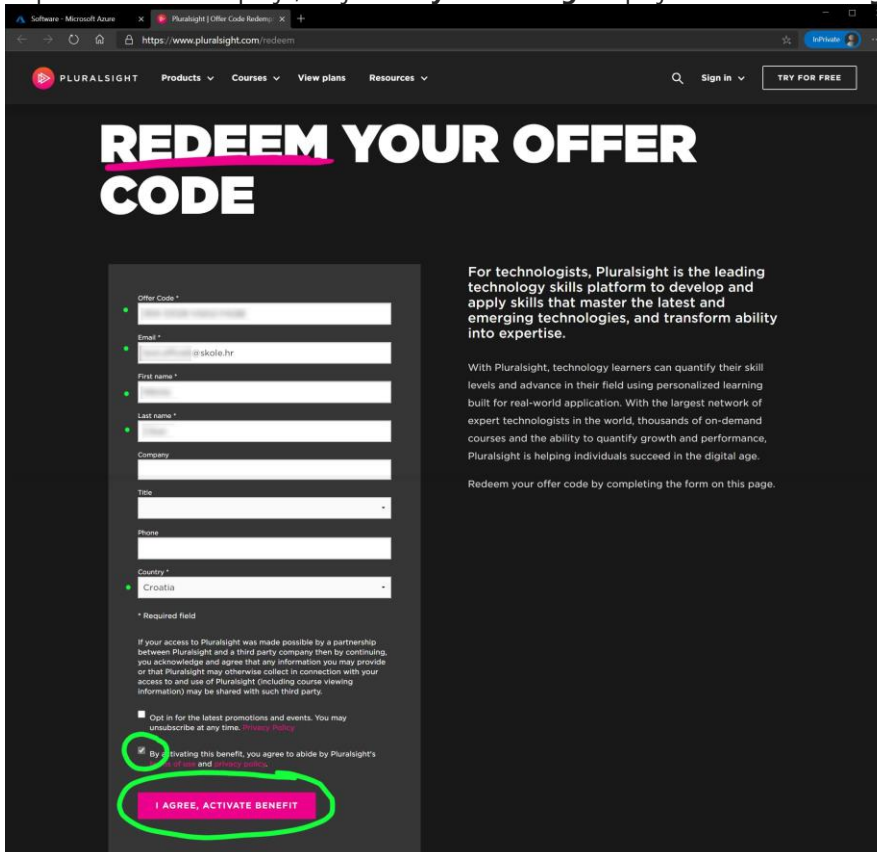 Software - Microsoft Azure
Pluralsight | Offer Code Redemp
https://www.pluralsight.com/redeem
InPrivate
PLURALSIGHT
Products
Courses
View plans
Resources
Sign in
TRY FOR FREE
REDEEM YOUR OFFER
CODE
Offer Code *
Email *
@skole.hr
First name *
Last name *
Company
Title
Phone
Country *
Croatia
* Required field
If your access to Pluralsight was made possible by a partnership
between Pluralsight and a third party company then by continuing,
you acknowledge and agree that any information you may provide
or that Pluralsight may otherwise collect in connection with your
access to and use of Pluralsight (including course viewing
information) may be shared with such third party.
Opt in for the latest promotions and events. You may
unsubscribe at any time. Privacy Policy
By activating this benefit, you agree to abide by Pluralsight's
terms of use and privacy policy.
I AGREE, ACTIVATE BENEFIT
For technologists, Pluralsight is the leading
technology skills platform to develop and
apply skills that master the latest and
emerging technologies, and transform ability
into expertise.
With Pluralsight, technology learners can quantify their skill
levels and advance in their field using personalized learning
built for real-world application. With the largest network of
expert technologists in the world, thousands of on-demand
courses and the ability to quantify growth and performance,
Pluralsight is helping individuals succeed in the digital age.
Redeem your offer code by completing the form on this page.